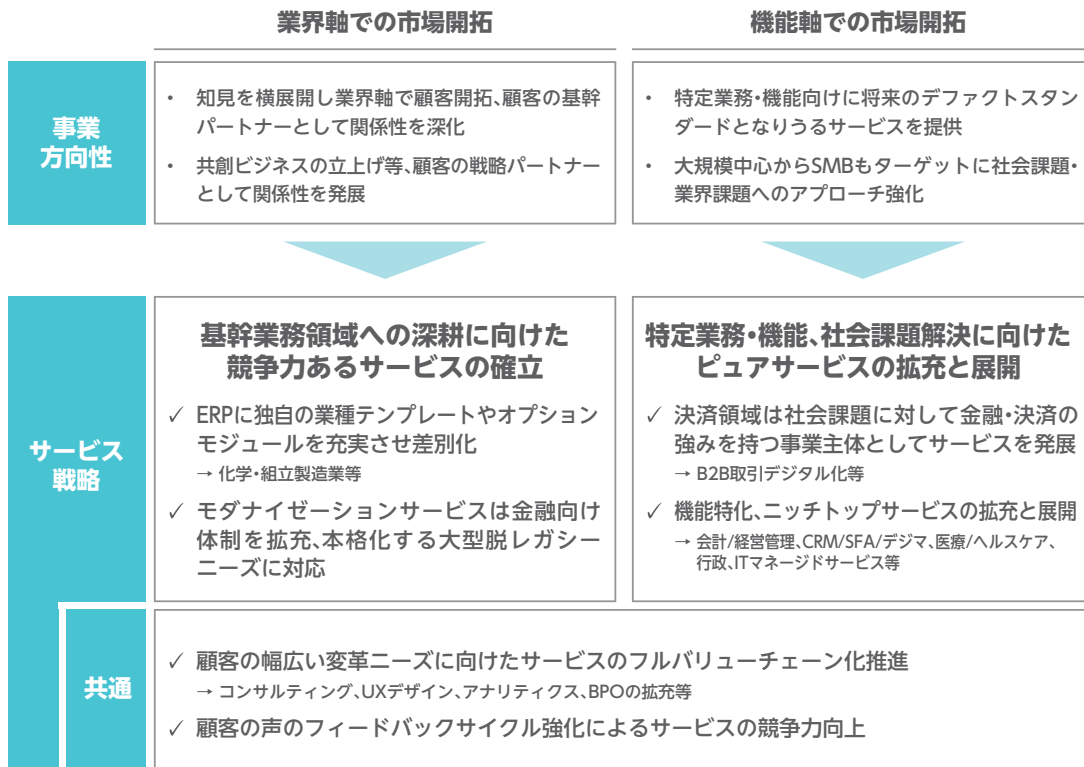 業界軸での市場開拓
機能軸での市場開拓
事業
方向性
・ 知見を横展開し業界軸で顧客開拓、顧客の基幹
パートナーとして関係性を深化
・ 共創ビジネスの立上げ等、顧客の戦略パートナー
として関係性を発展
・ 特定業務・機能向けに将来のデファクトスタン
ダードとなりうるサービスを提供
・ 大規模中心からSMBもターゲットに社会課題・
業界課題へのアプローチ強化
サービス
戦略
基幹業務領域への深耕に向けた
競争力あるサービスの確立
✓ ERPに独自の業種テンプレートやオプション
モジュールを充実させ差別化
→ 化学・組立製造業等
✓ モダナイゼーションサービスは金融向け
体制を拡充、本格化する大型脱レガシー
ニーズに対応
特定業務・機能、社会課題解決に向けた
ピュアサービスの拡充と展開
✓ 決済領域は社会課題に対して金融・決済の
強みを持つ事業主体としてサービスを発展
→ B2B取引デジタル化等
✓ 機能特化、ニッチトップサービスの拡充と展開
→ 会計/経営管理、CRM/SFA/デジマ、医療/ヘルスケア、
行政、ITマネージドサービス等
共通
✓ 顧客の幅広い変革ニーズに向けたサービスのフルバリューチェーン化推進
→ コンサルティング、UXデザイン、アナリティクス、BPOの拡充等
✓ 顧客の声のフィードバックサイクル強化によるサービスの競争力向上